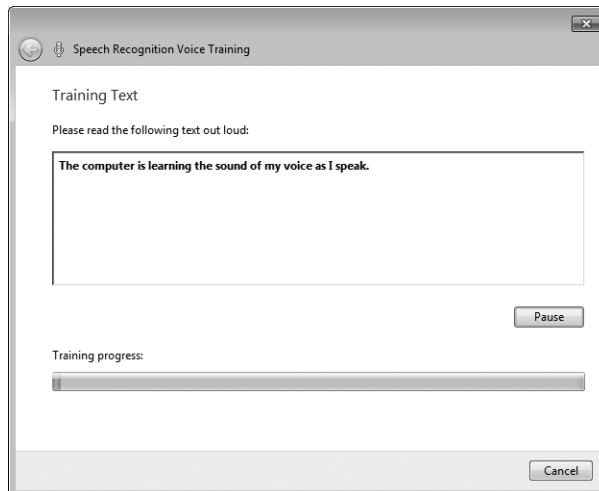 Speech Recognition Voice Training
Training Text
Please read the following text out loud:
The computer is learning the sound of my voice as I speak.
Pause
Training progress:
Cancel